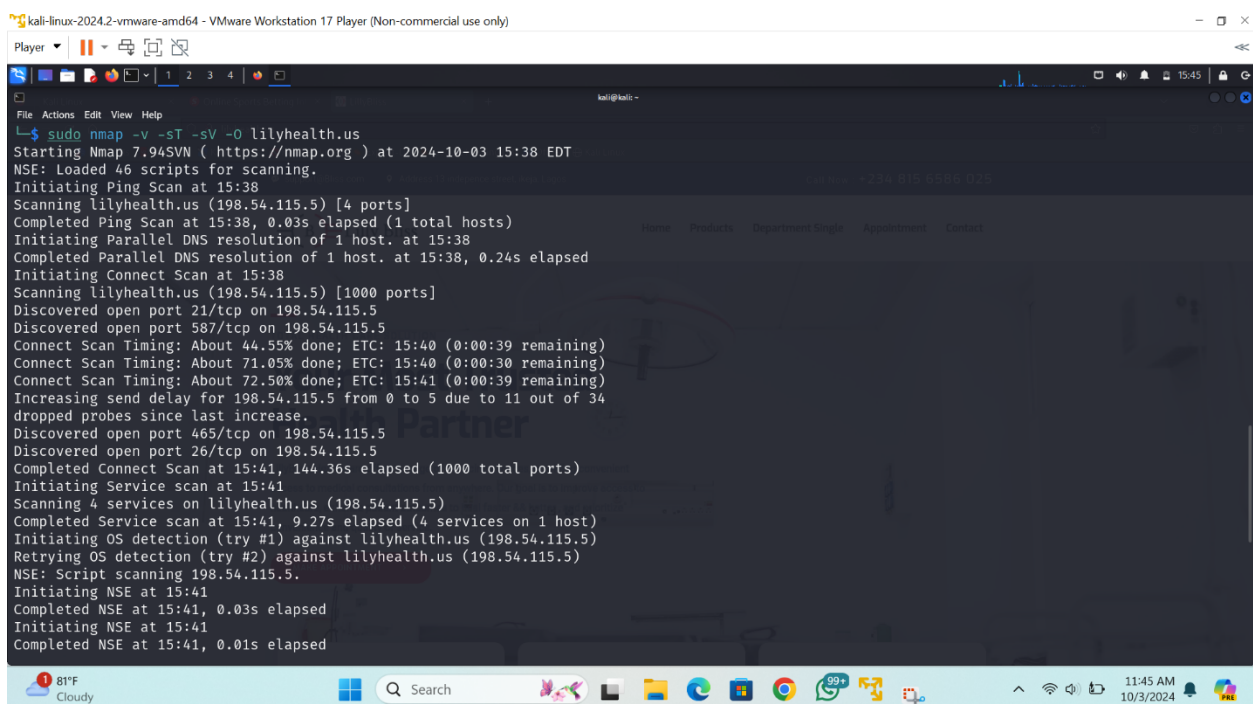 kali-linux-2024.2-vmware-amd64 - VMware Workstation 17 Player (Non-commercial use only)
Player
1 2 3 4
15:45
kali@kali: ~
File Actions Edit View Help
└─$ sudo nmap -v -sT -sV -O lilyhealth.us
Starting Nmap 7.94SVN ( https://nmap.org ) at 2024-10-03 15:38 EDT
NSE: Loaded 46 scripts for scanning.
Initiating Ping Scan at 15:38
Call Now +234 815 6586 025
Scanning lilyhealth.us (198.54.115.5) [4 ports]
Completed Ping Scan at 15:38, 0.03s elapsed (1 total hosts)
Home Products Department Single Appointment Contact
Initiating Parallel DNS resolution of 1 host. at 15:38
Completed Parallel DNS resolution of 1 host. at 15:38, 0.24s elapsed
Initiating Connect Scan at 15:38
Scanning lilyhealth.us (198.54.115.5) [1000 ports]
Discovered open port 21/tcp on 198.54.115.5
Discovered open port 587/tcp on 198.54.115.5
Connect Scan Timing: About 44.55% done; ETC: 15:40 (0:00:39 remaining)
Connect Scan Timing: About 71.05% done; ETC: 15:40 (0:00:30 remaining)
Connect Scan Timing: About 72.50% done; ETC: 15:41 (0:00:39 remaining)
Increasing send delay for 198.54.115.5 from 0 to 5 due to 11 out of 34
dropped probes since last increase.
Health Partner
Discovered open port 465/tcp on 198.54.115.5
Discovered open port 26/tcp on 198.54.115.5
Completed Connect Scan at 15:41, 144.36s elapsed (1000 total ports)
Initiating Service scan at 15:41
Scanning 4 services on lilyhealth.us (198.54.115.5)
Completed Service scan at 15:41, 9.27s elapsed (4 services on 1 host)
Initiating OS detection (try #1) against lilyhealth.us (198.54.115.5)
Retrying OS detection (try #2) against lilyhealth.us (198.54.115.5)
NSE: Script scanning 198.54.115.5.
Initiating NSE at 15:41
Completed NSE at 15:41, 0.03s elapsed
Initiating NSE at 15:41
Completed NSE at 15:41, 0.01s elapsed
1
81°F
Cloudy
Search
99+
PRE
11:45 AM
10/3/2024